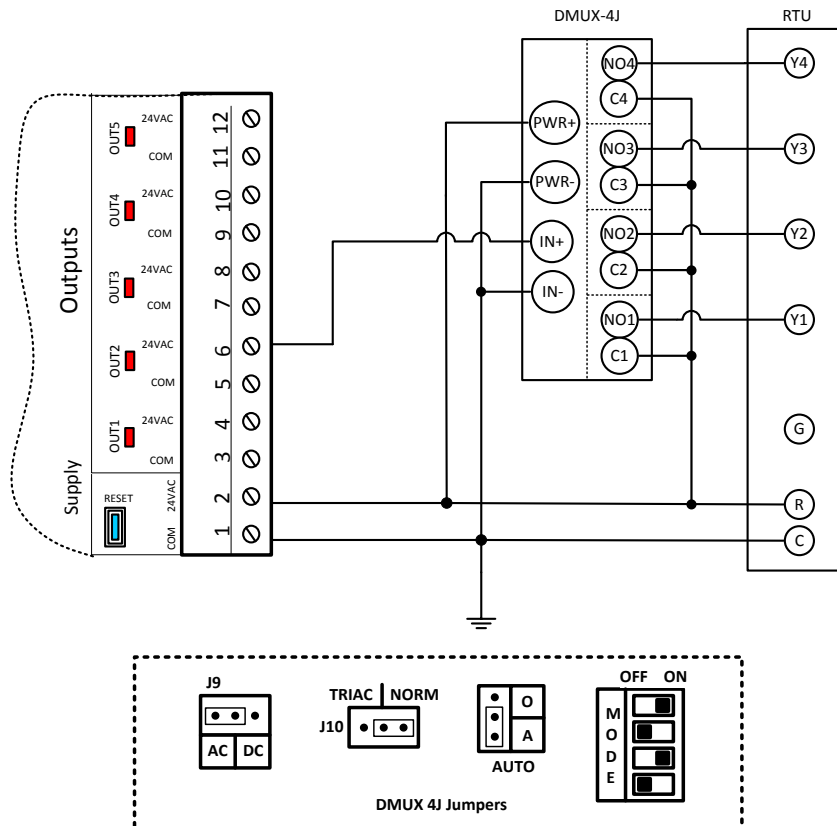 DMUX-4J
RTU
NO4
Y4
C4
PWR+
NO3
Y3
PWR-
C3
IN+
NO2
Y2
IN-
C2
NO1
Y1
C1
G
R
C
Outputs
Supply
OUT5
24VAC
12
COM
11
OUT4
24VAC
10
COM
9
OUT3
24VAC
8
COM
7
OUT2
24VAC
6
COM
5
OUT1
24VAC
4
COM
3
RESET
24VAC
2
COM
1
J9
AC DC
TRIAC NORM
J10
O
A
AUTO
OFF ON
MODE
DMUX 4J Jumpers